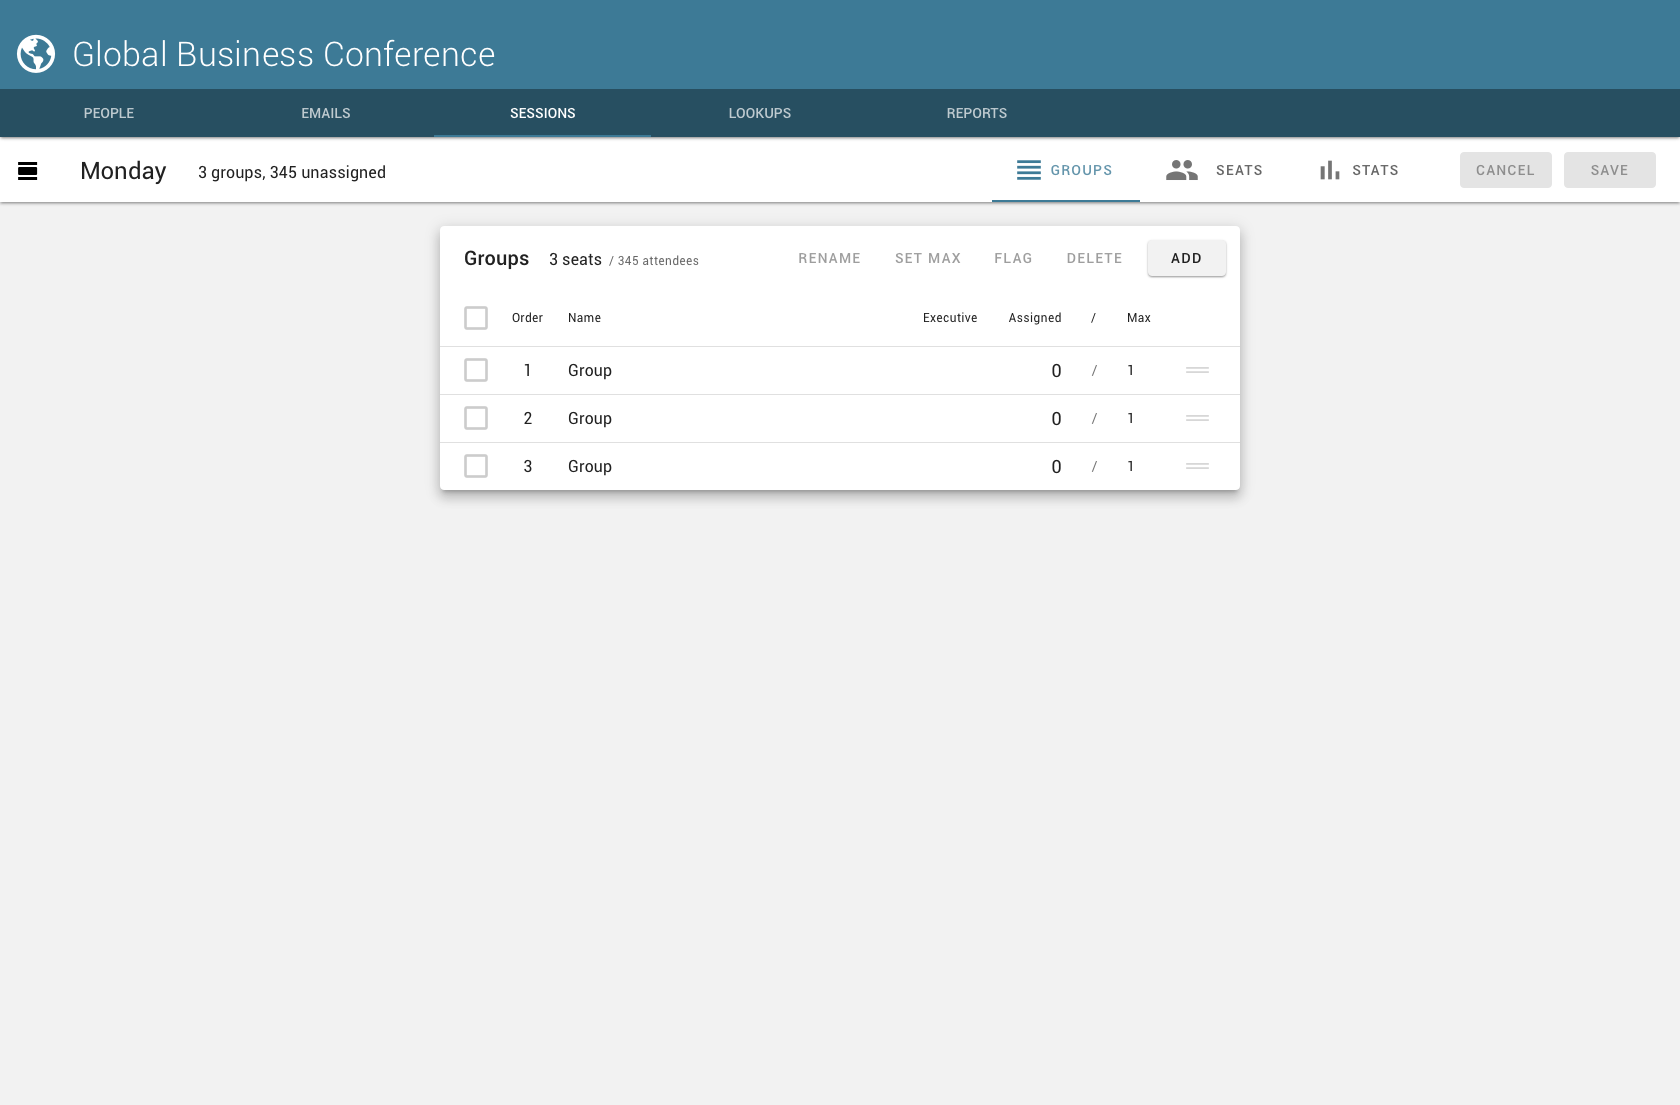 Global Business Conference
PEOPLE EMAILS SESSIONS LOOKUPS REPORTS
Monday 3 groups, 345 unassigned GROUPS SEATS STATS CANCEL SAVE
Groups 3 seats / 345 attendees RENAME SET MAX FLAG DELETE ADD
Order Name Executive Assigned / Max
1 Group 0 / 1
2 Group 0 / 1
3 Group 0 / 1